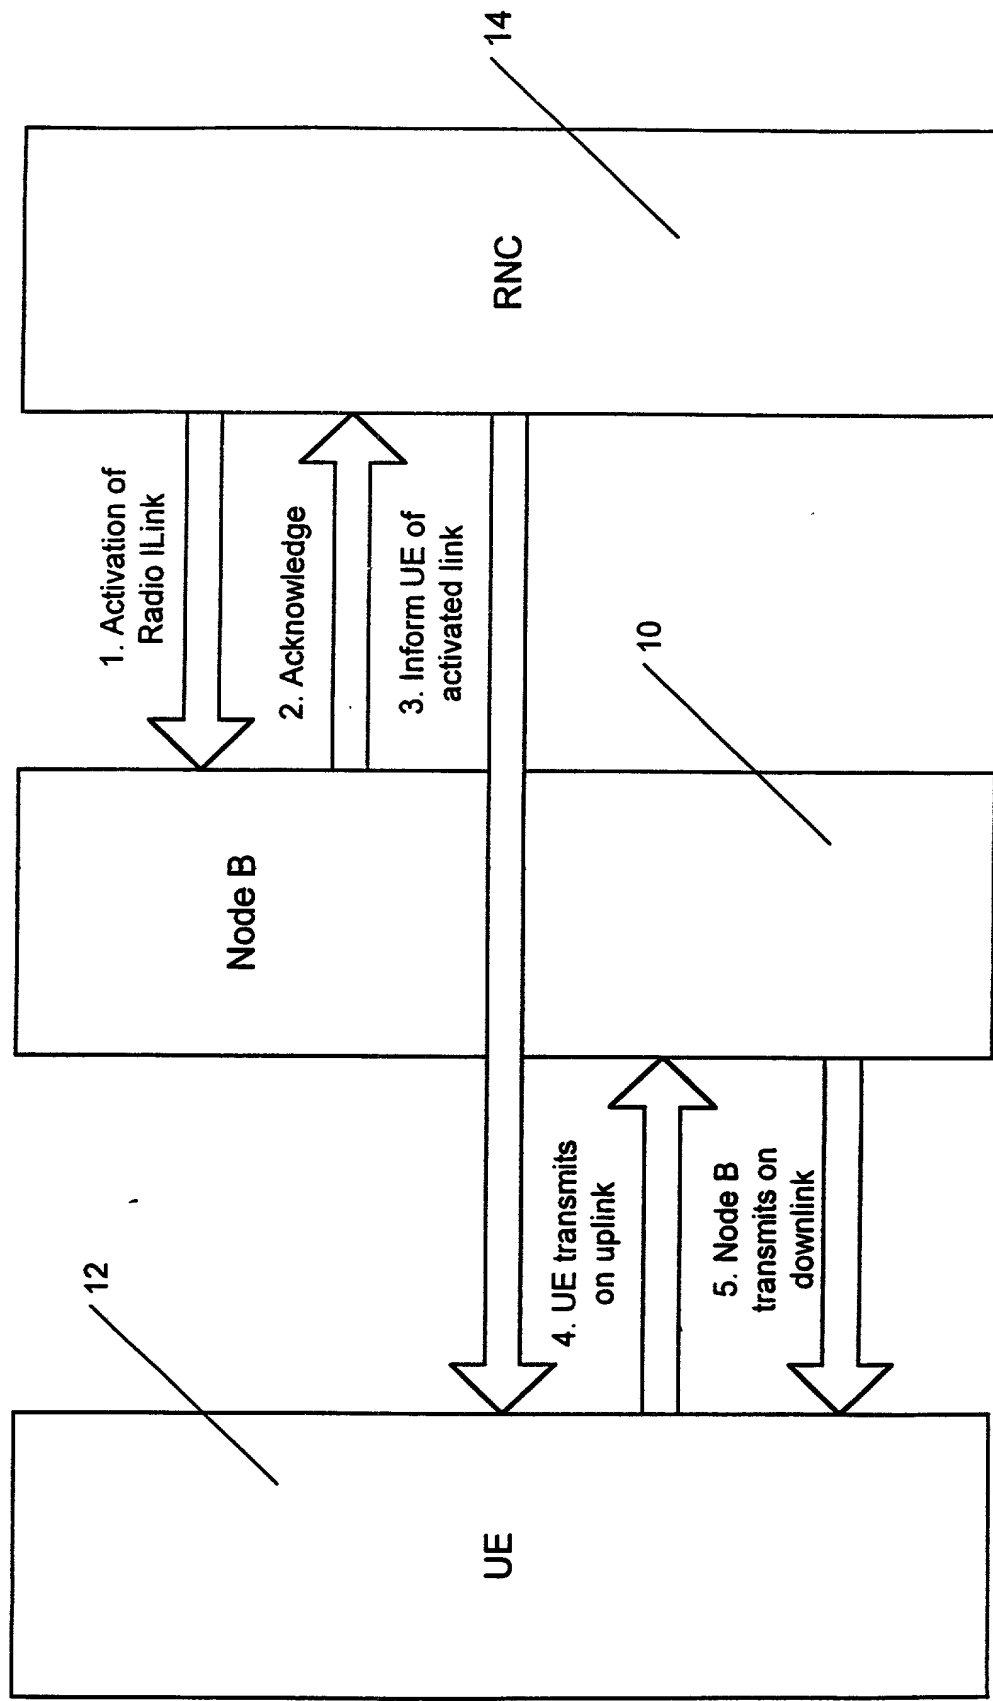 UE
12
Node B
10
RNC
14
1. Activation of
Radio ILink
2. Acknowledge
3. Inform UE of
activated link
4. UE transmits
on uplink
5. Node B
transmits on
downlink